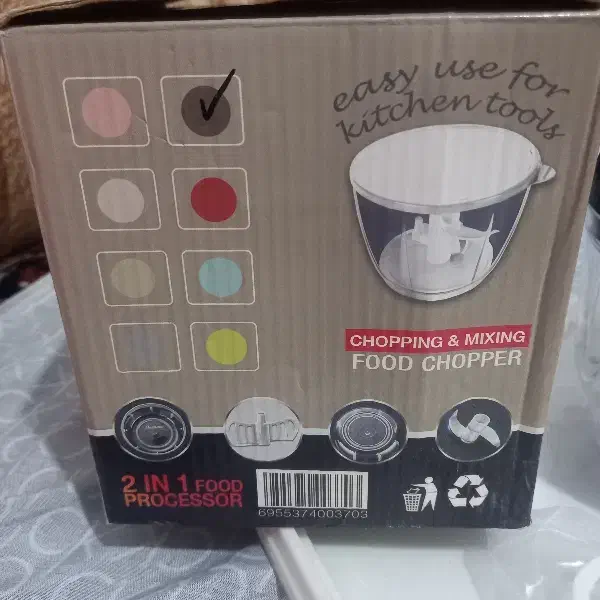 easy use for
kitchen tools
CHOPPING & MIXING
FOOD CHOPPER
2 IN 1 FOOD
PROCESSOR
6955374003703